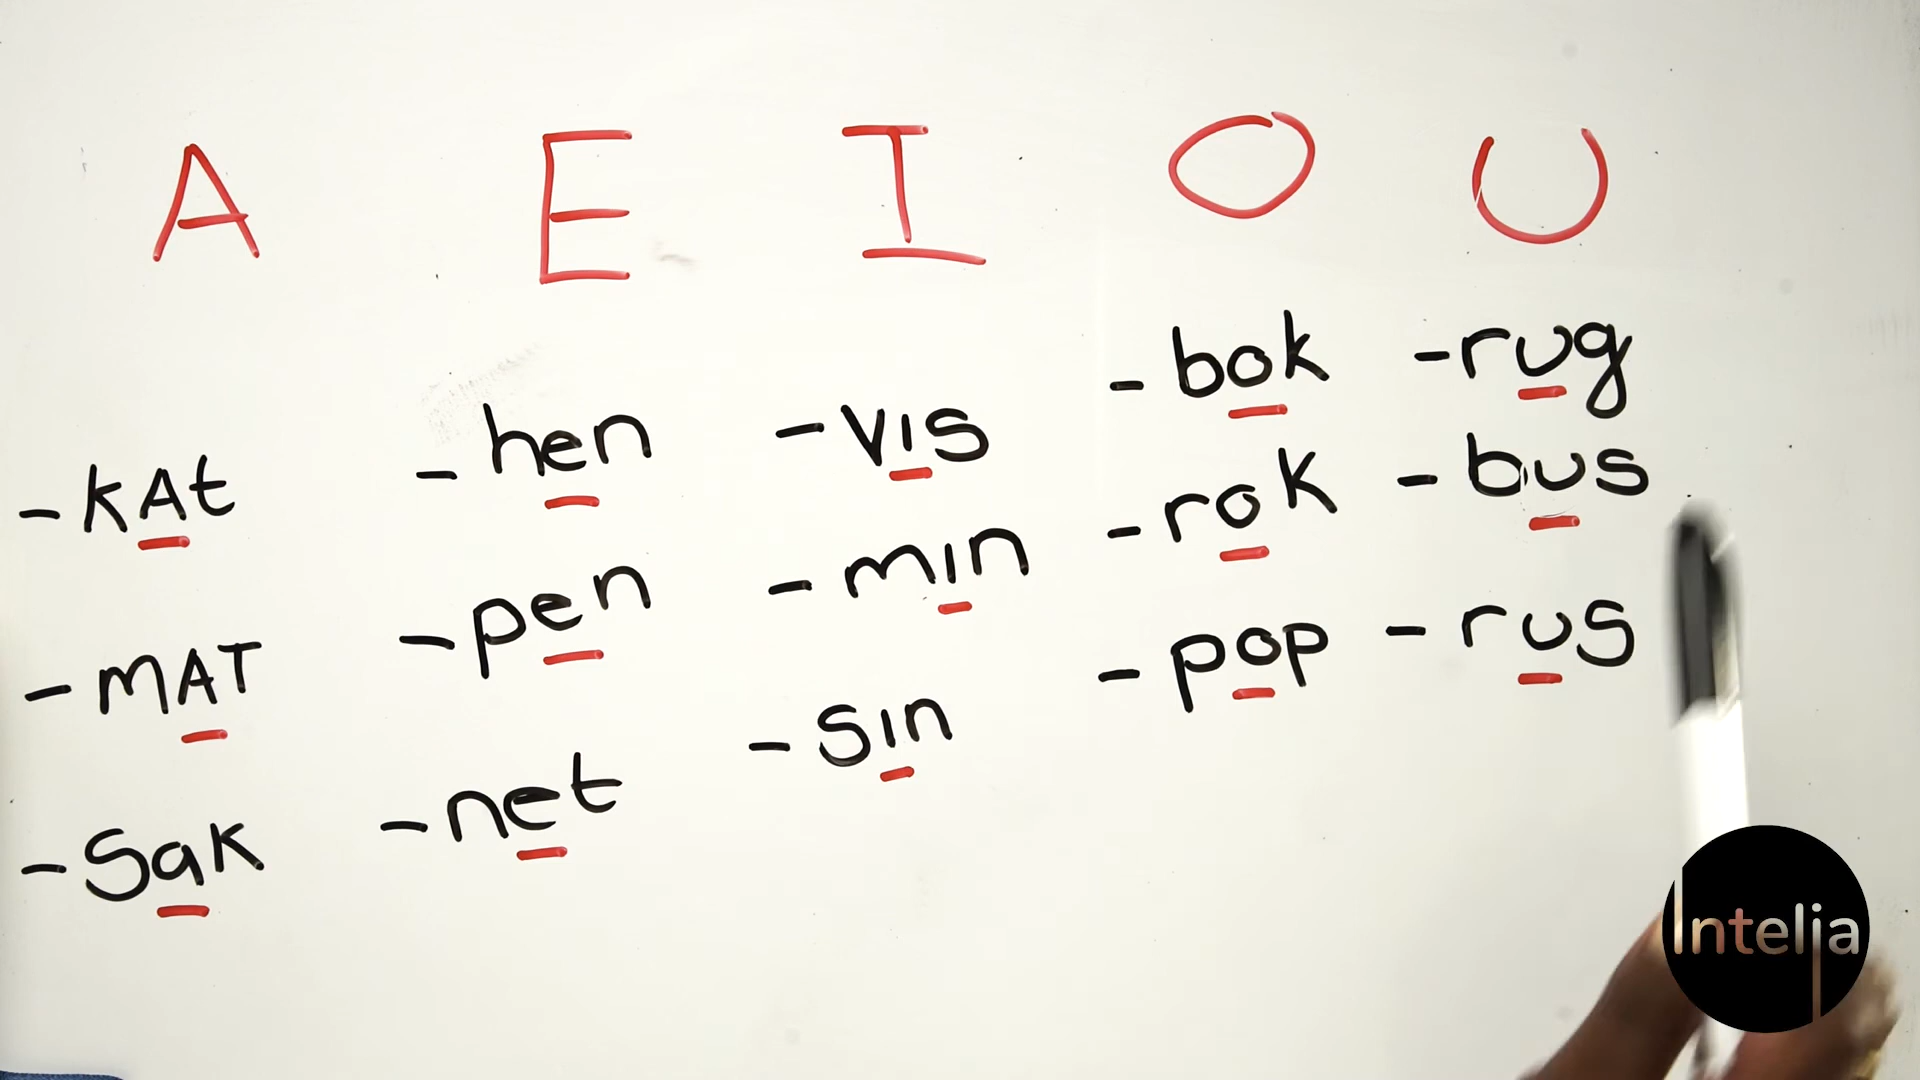 A E I O U
- kAt
- mAT
- Sak
- hen
- pen
- net
- vis
- min
- sin
- bok
- rok
- pop
- rug
- bus
- rus
Intelja